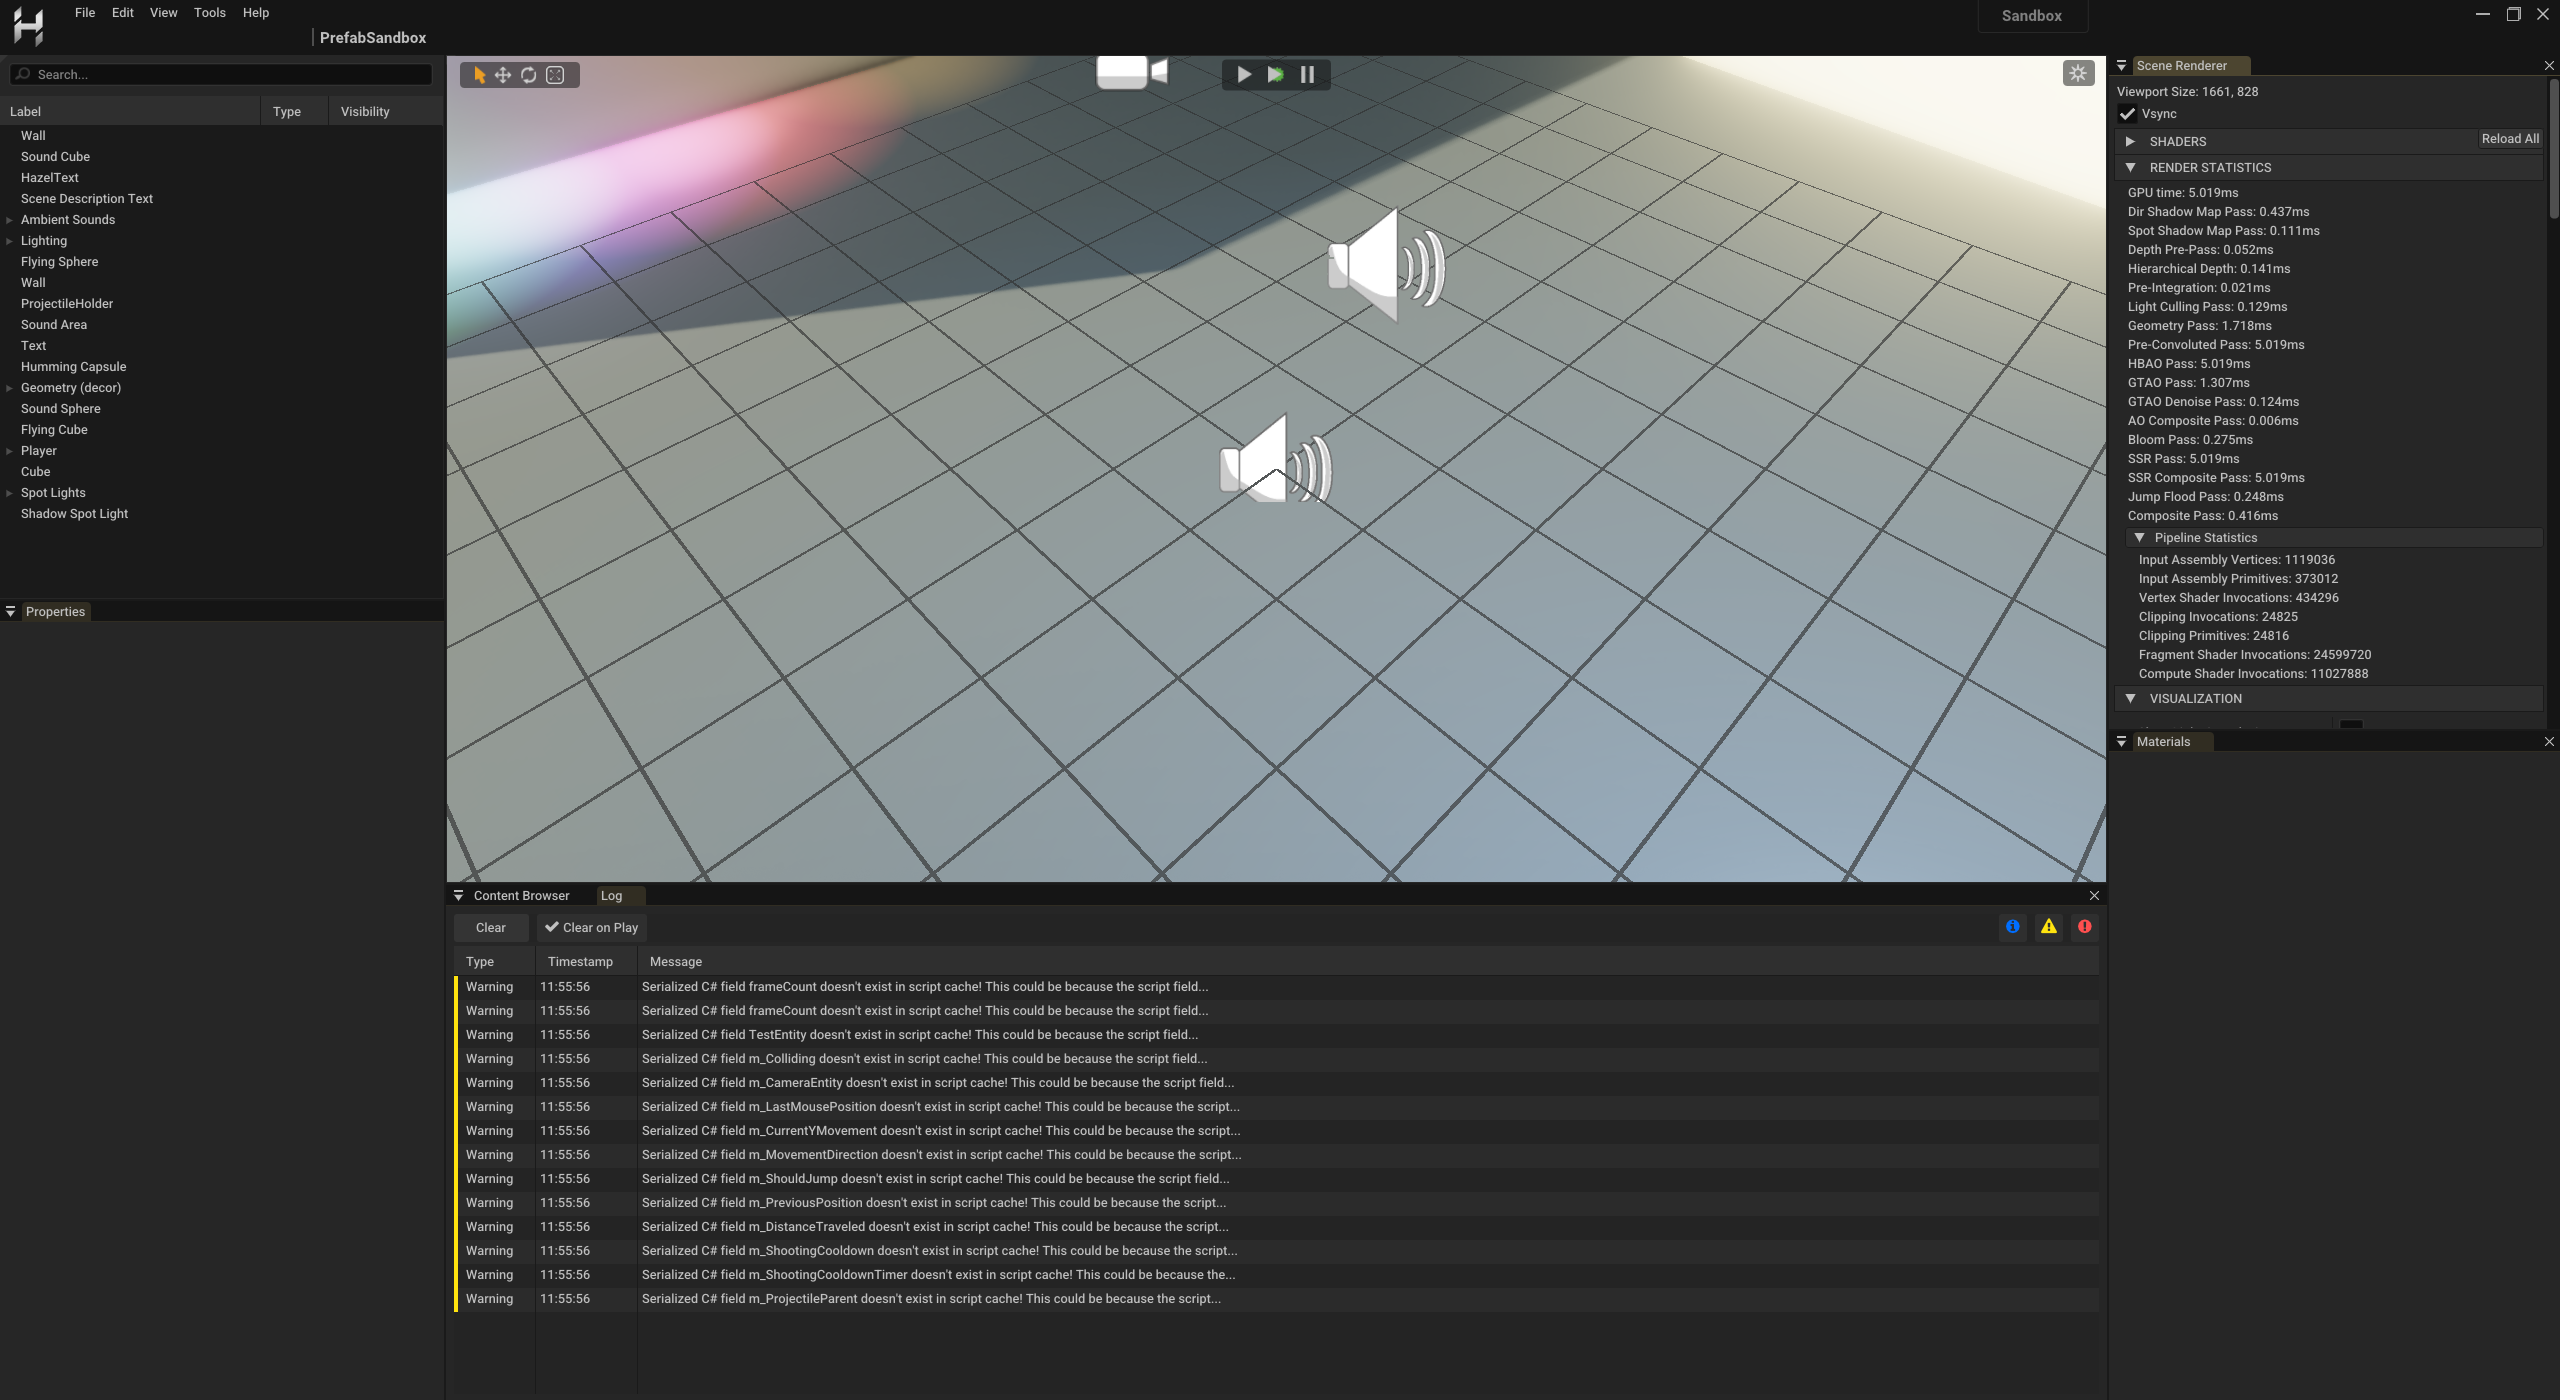 File Edit View Tools Help
PrefabSandbox
Sandbox
Search...
Label Type Visibility
Wall
Sound Cube
HazelText
Scene Description Text
Ambient Sounds
Lighting
Flying Sphere
Wall
ProjectileHolder
Sound Area
Text
Humming Capsule
Geometry (decor)
Sound Sphere
Flying Cube
Player
Cube
Spot Lights
Shadow Spot Light
Properties
Content Browser Log
Clear Clear on Play
Type Timestamp Message
Warning 11:55:56 Serialized C# field frameCount doesn't exist in script cache! This could be because the script field...
Warning 11:55:56 Serialized C# field frameCount doesn't exist in script cache! This could be because the script field...
Warning 11:55:56 Serialized C# field TestEntity doesn't exist in script cache! This could be because the script field...
Warning 11:55:56 Serialized C# field m_Colliding doesn't exist in script cache! This could be because the script field...
Warning 11:55:56 Serialized C# field m_CameraEntity doesn't exist in script cache! This could be because the script field...
Warning 11:55:56 Serialized C# field m_LastMousePosition doesn't exist in script cache! This could be because the script...
Warning 11:55:56 Serialized C# field m_CurrentYMovement doesn't exist in script cache! This could be because the script...
Warning 11:55:56 Serialized C# field m_MovementDirection doesn't exist in script cache! This could be because the script...
Warning 11:55:56 Serialized C# field m_ShouldJump doesn't exist in script cache! This could be because the script field...
Warning 11:55:56 Serialized C# field m_PreviousPosition doesn't exist in script cache! This could be because the script...
Warning 11:55:56 Serialized C# field m_DistanceTraveled doesn't exist in script cache! This could be because the script...
Warning 11:55:56 Serialized C# field m_ShootingCooldown doesn't exist in script cache! This could be because the script...
Warning 11:55:56 Serialized C# field m_ShootingCooldownTimer doesn't exist in script cache! This could be because the...
Warning 11:55:56 Serialized C# field m_ProjectileParent doesn't exist in script cache! This could be because the script...
Scene Renderer
Viewport Size: 1661, 828
Vsync
SHADERS Reload All
RENDER STATISTICS
GPU time: 5.019ms
Dir Shadow Map Pass: 0.437ms
Spot Shadow Map Pass: 0.111ms
Depth Pre-Pass: 0.052ms
Hierarchical Depth: 0.141ms
Pre-Integration: 0.021ms
Light Culling Pass: 0.129ms
Geometry Pass: 1.718ms
Pre-Convoluted Pass: 5.019ms
HBAO Pass: 5.019ms
GTAO Pass: 1.307ms
GTAO Denoise Pass: 0.124ms
AO Composite Pass: 0.006ms
Bloom Pass: 0.275ms
SSR Pass: 5.019ms
SSR Composite Pass: 5.019ms
Jump Flood Pass: 0.248ms
Composite Pass: 0.416ms
Pipeline Statistics
Input Assembly Vertices: 1119036
Input Assembly Primitives: 373012
Vertex Shader Invocations: 434296
Clipping Invocations: 24825
Clipping Primitives: 24816
Fragment Shader Invocations: 24599720
Compute Shader Invocations: 11027888
VISUALIZATION
Materials